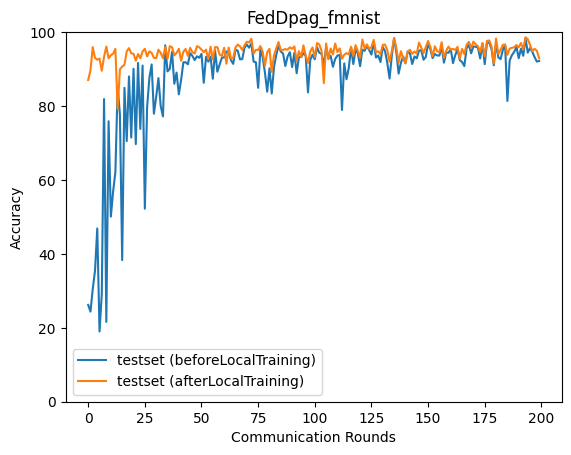 FedDpag_fmnist
100
80
60
40
20
0
Accuracy
testset (beforeLocalTraining)
testset (afterLocalTraining)
0 25 50 75 100 125 150 175 200
Communication Rounds